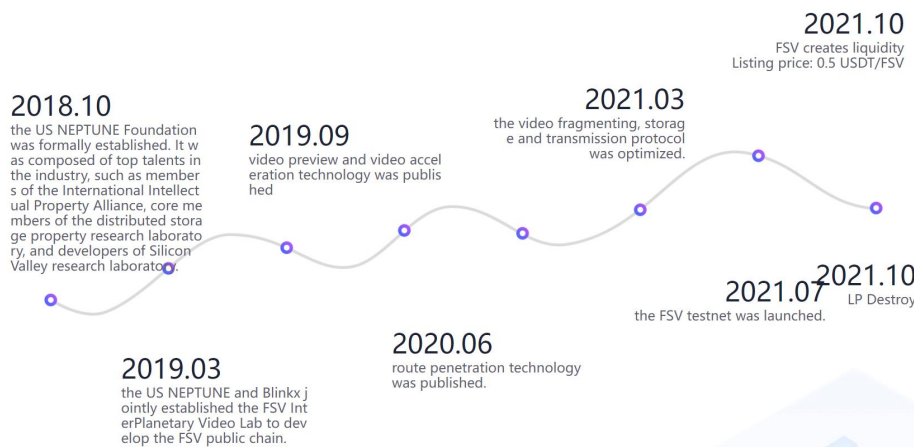 2018.10
the US NEPTUNE Foundation
was formally established. It w
as composed of top talents in
the industry, such as member
s of the International Intellect
ual Property Alliance, core me
mbers of the distributed stora
ge property research laborato
ry, and developers of Silicon
Valley research laboratory.
2019.03
the US NEPTUNE and Blinkx j
ointly established the FSV Int
erPlanetary Video Lab to dev
elop the FSV public chain.
2019.09
video preview and video accel
eration technology was publis
hed
2020.06
route penetration technology
was published.
2021.03
the video fragmenting, storag
e and transmission protocol
was optimized.
2021.07
the FSV testnet was launched.
2021.10
FSV creates liquidity
Listing price: 0.5 USDT/FSV
2021.10
LP Destroy